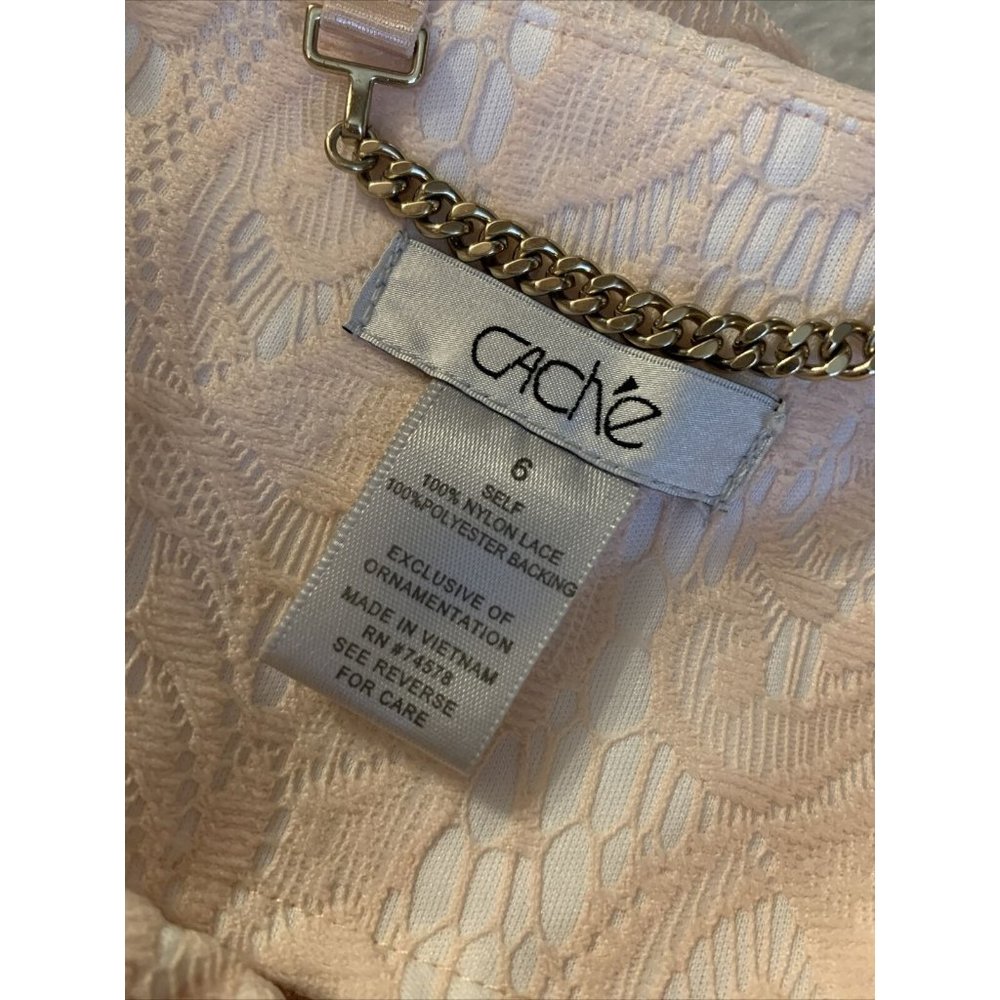 CAChé
6
SELF
100% NYLON LACE
100%POLYESTER BACKING
EXCLUSIVE OF
ORNAMENTATION
MADE IN VIETNAM
RN #74578
SEE REVERSE
FOR CARE